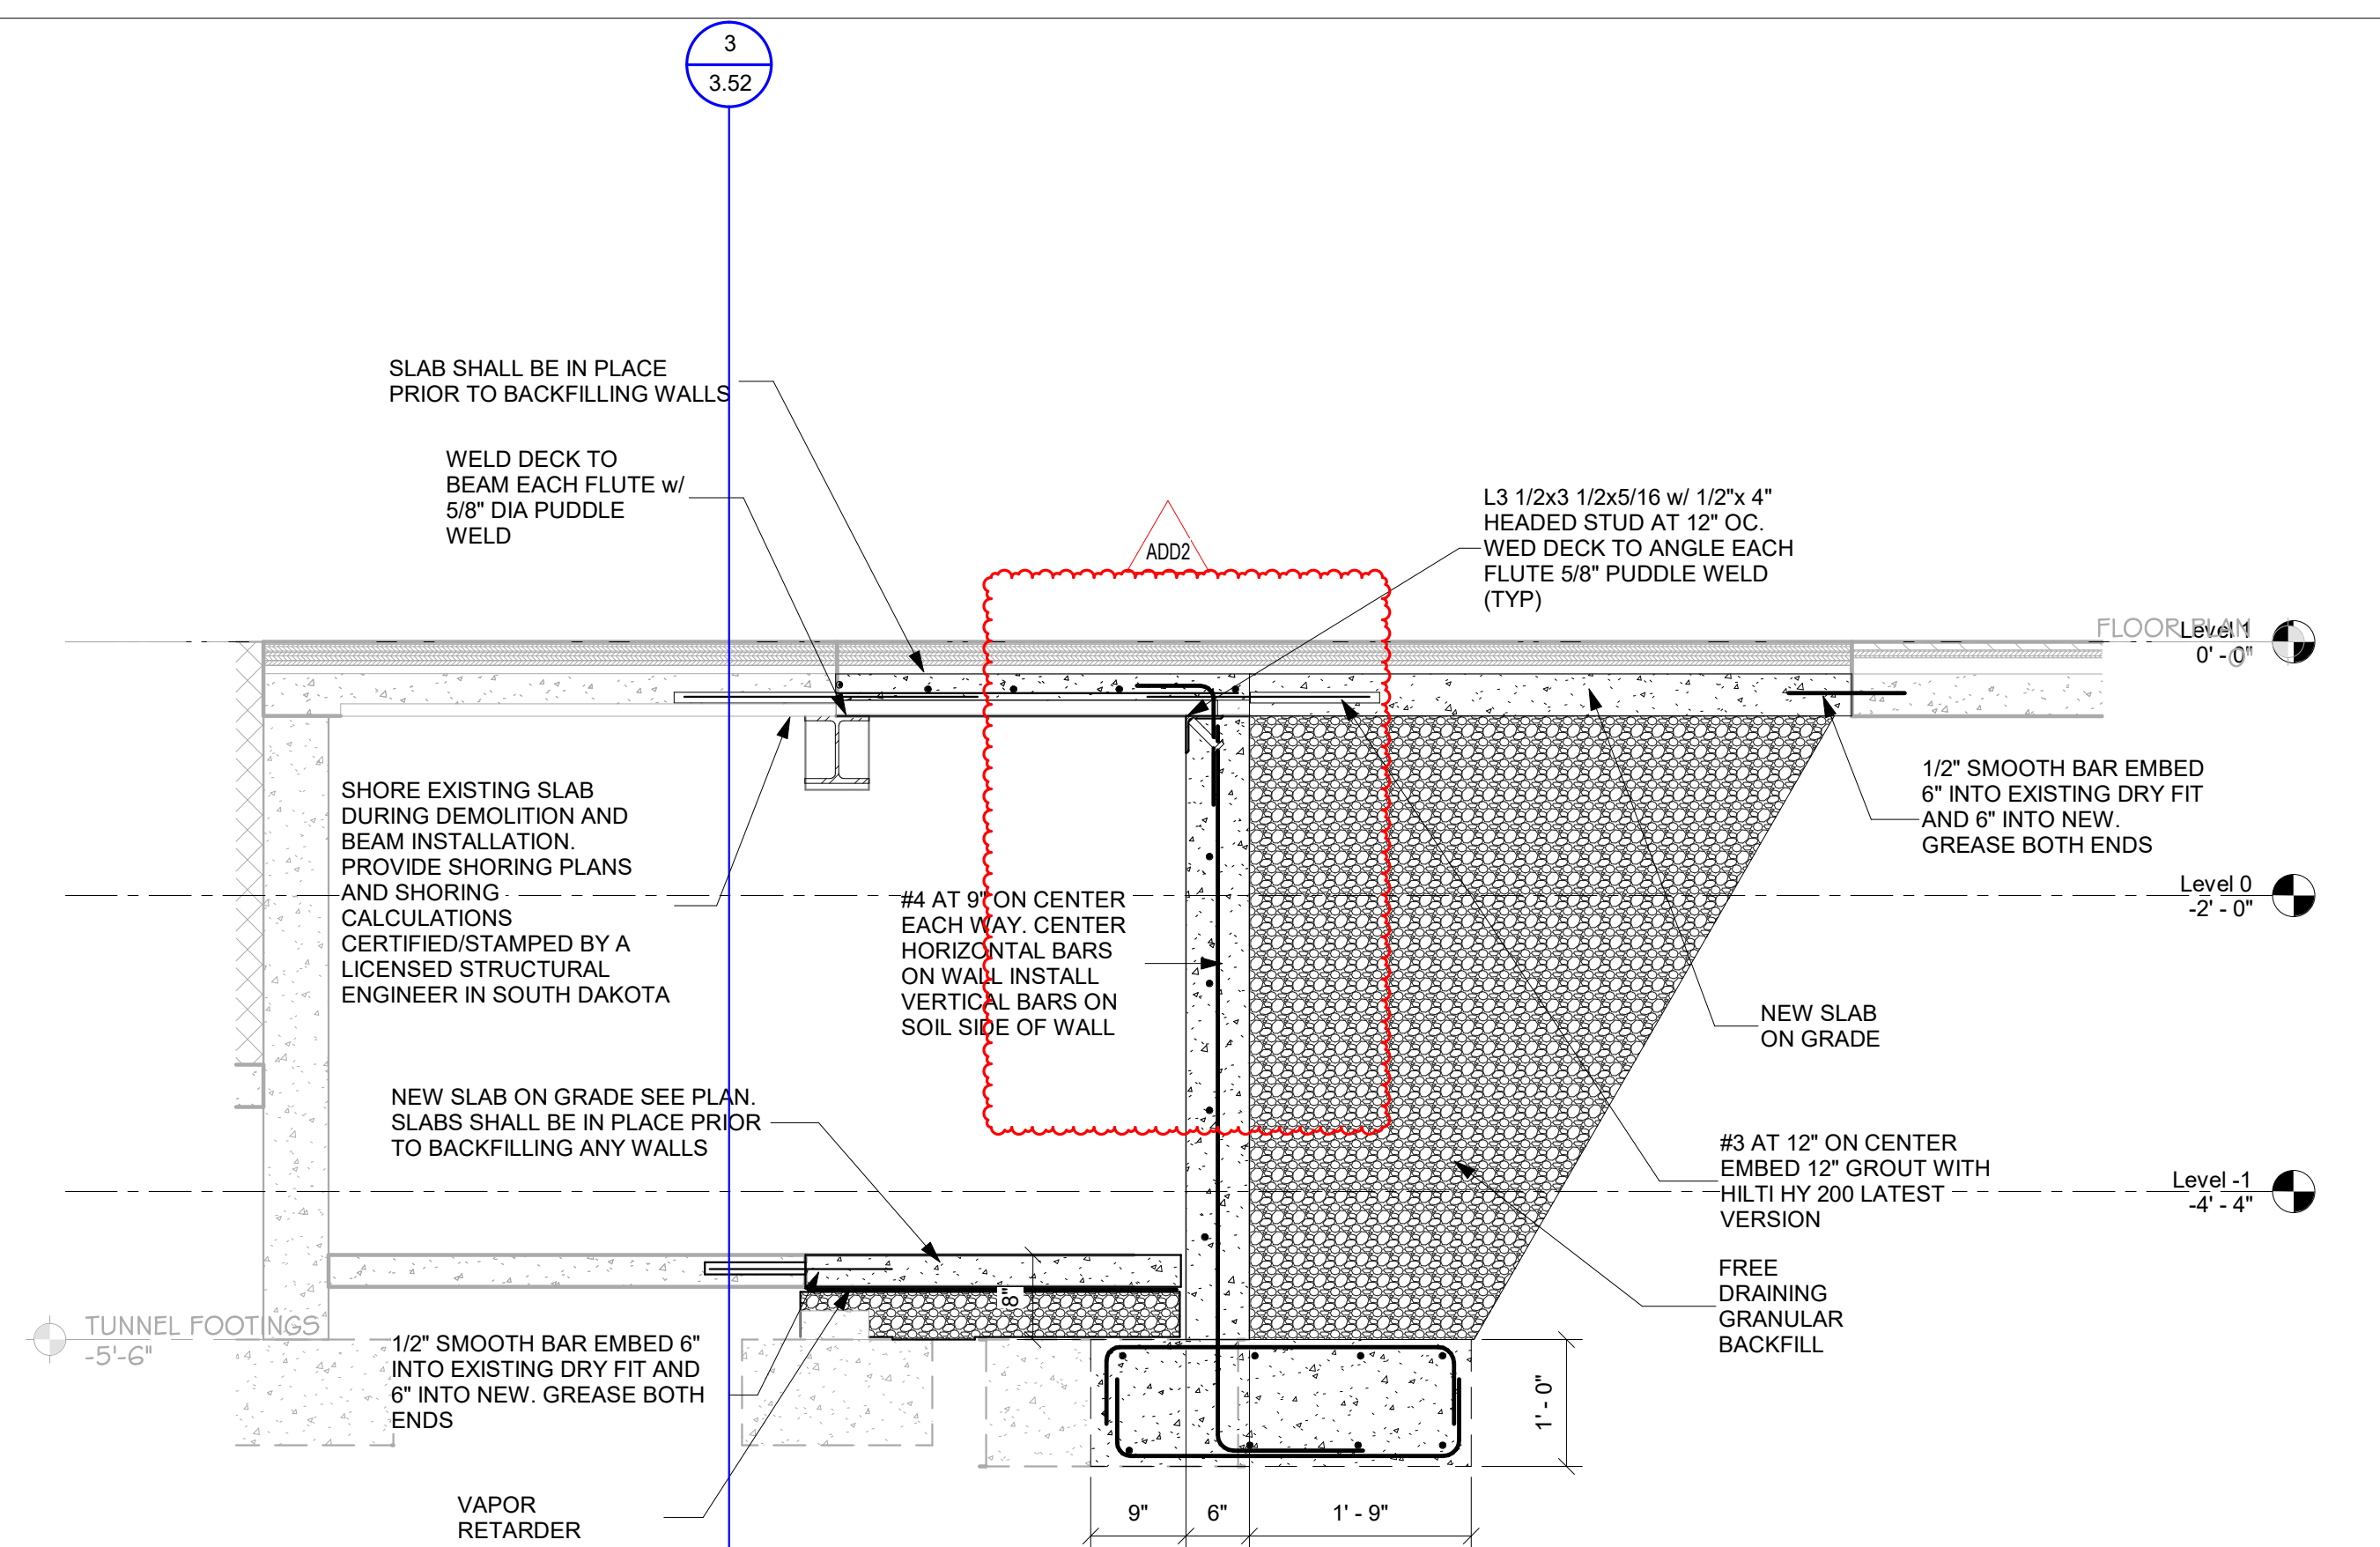 3
3.52
SLAB SHALL BE IN PLACE
PRIOR TO BACKFILLING WALLS
WELD DECK TO
BEAM EACH FLUTE w/
5/8" DIA PUDDLE
WELD
L3 1/2x3 1/2x5/16 w/ 1/2"x 4"
HEADED STUD AT 12" OC.
WED DECK TO ANGLE EACH
FLUTE 5/8" PUDDLE WELD
(TYP)
ADD2
FLOOR PLAN
0"
Level 1
0' - 0"
SHORE EXISTING SLAB
DURING DEMOLITION AND
BEAM INSTALLATION.
PROVIDE SHORING PLANS
AND SHORING
CALCULATIONS
CERTIFIED/STAMPED BY A
LICENSED STRUCTURAL
ENGINEER IN SOUTH DAKOTA
#4 AT 9" ON CENTER
EACH WAY. CENTER
HORIZONTAL BARS
ON WALL INSTALL
VERTICAL BARS ON
SOIL SIDE OF WALL
1/2" SMOOTH BAR EMBED
6" INTO EXISTING DRY FIT
AND 6" INTO NEW.
GREASE BOTH ENDS
Level 0
-2' - 0"
NEW SLAB
ON GRADE
NEW SLAB ON GRADE SEE PLAN.
SLABS SHALL BE IN PLACE PRIOR
TO BACKFILLING ANY WALLS
#3 AT 12" ON CENTER
EMBED 12" GROUT WITH
HILTI HY 200 LATEST
VERSION
Level -1
-4' - 4"
FREE
DRAINING
GRANULAR
BACKFILL
8"
TUNNEL FOOTINGS
-5'-6"
1/2" SMOOTH BAR EMBED 6"
INTO EXISTING DRY FIT AND
6" INTO NEW. GREASE BOTH
ENDS
1' - 0"
VAPOR
RETARDER
9"
6"
1' - 9"